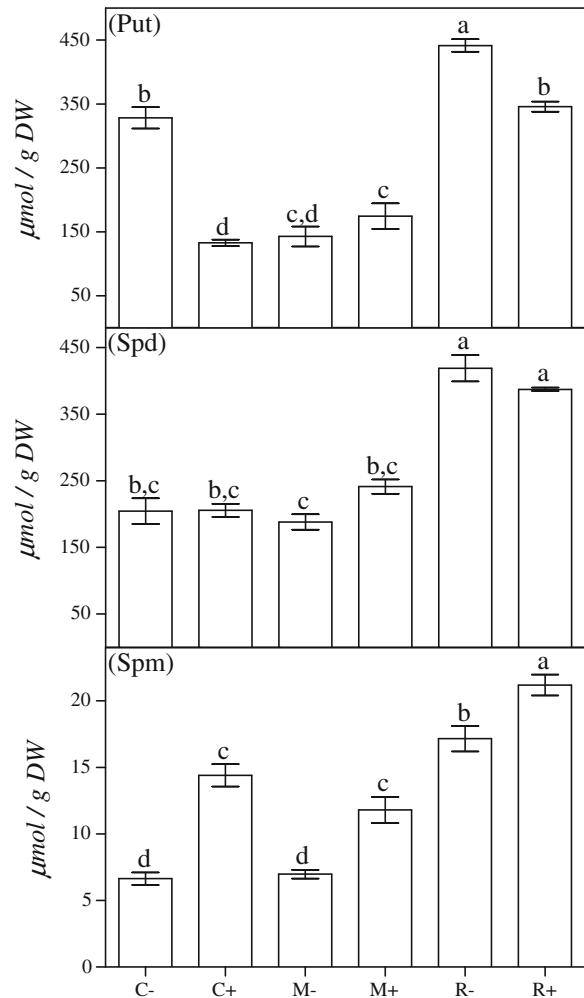 (Put)
μmol / g DW
450
350
250
150
50
b
d
c,d
c
a
b
(Spd)
μmol / g DW
450
350
250
150
50
b,c
b,c
c
b,c
a
a
(Spm)
μmol / g DW
20
15
10
5
0
d
c
d
c
b
a
C- C+ M- M+ R- R+